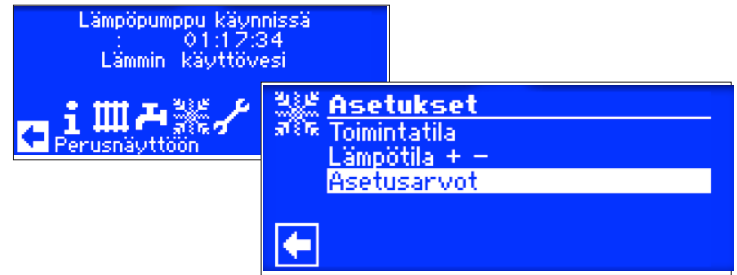 Lämpöpumppu käynnissä
: 01:17:34
Lämmin käyttövesi
Perusnäyttöön
Asetukset
Toimintatila
Lämpötila + -
Asetusarvot